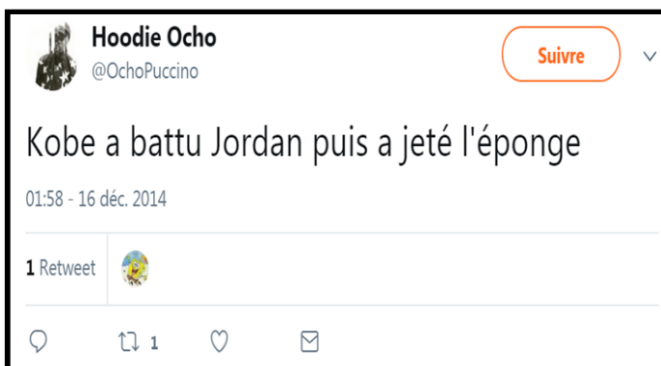 Hoodie Ocho
@OchoPuccino
Suivre
Kobe a battu Jordan puis a jeté l'éponge
01:58 - 16 déc. 2014
1 Retweet
1